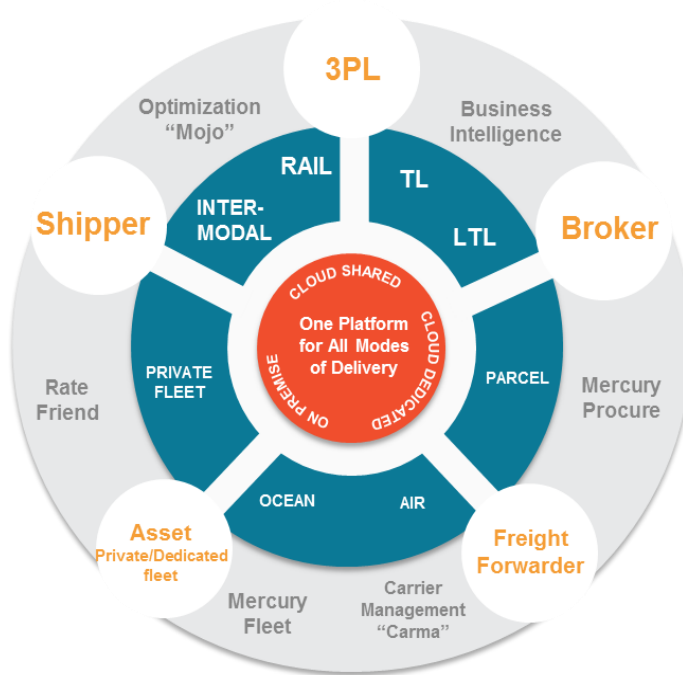 3PL
Optimization
“Mojo”
Business
Intelligence
RAIL
TL
INTER-
MODAL
LTL
Shipper
Broker
CLOUD SHARED
CLOUD DEDICATED
ON PREMISE
One Platform
for All Modes
of Delivery
PRIVATE
FLEET
PARCEL
Rate
Friend
Mercury
Procure
OCEAN
AIR
Asset
Private/Dedicated
fleet
Freight
Forwarder
Mercury
Fleet
Carrier
Management
“Carma”